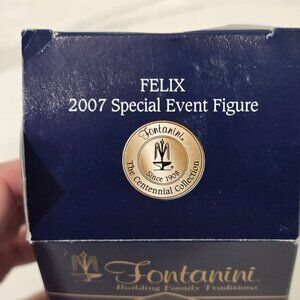 FELIX
2007 Special Event Figure
Fontanini
Since 1908
The Centennial Collection
Fontanini
Building Family Traditions